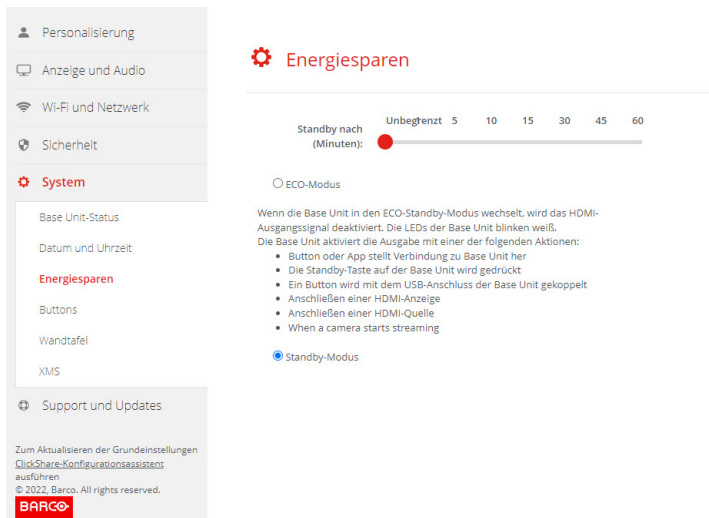 Personalisierung
Anzeige und Audio
Wi-Fi und Netzwerk
Sicherheit
System
Base Unit-Status
Datum und Uhrzeit
Energiesparen
Buttons
Wandtafel
XMS
Support und Updates
Zum Aktualisieren der Grundeinstellungen
ClickShare-Konfigurationsassistent
ausführen
© 2022, Barco. All rights reserved.
BARCO
Energiesparen
Standby nach
(Minuten):
Unbegrenzt 1 5 10 15 30 45 60
ECO-Modus
Wenn die Base Unit in den ECO-Standby-Modus wechselt, wird das HDMI-
Ausgangssignal deaktiviert. Die LEDs der Base Unit blinken weiß.
Die Base Unit aktiviert die Ausgabe mit einer der folgenden Aktionen:
• Button oder App stellt Verbindung zu Base Unit her
• Die Standby-Taste auf der Base Unit wird gedrückt
• Ein Button wird mit dem USB-Anschluss der Base Unit gekoppelt
• Anschließen einer HDMI-Anzeige
• Anschließen einer HDMI-Quelle
• When a camera starts streaming
Standby-Modus